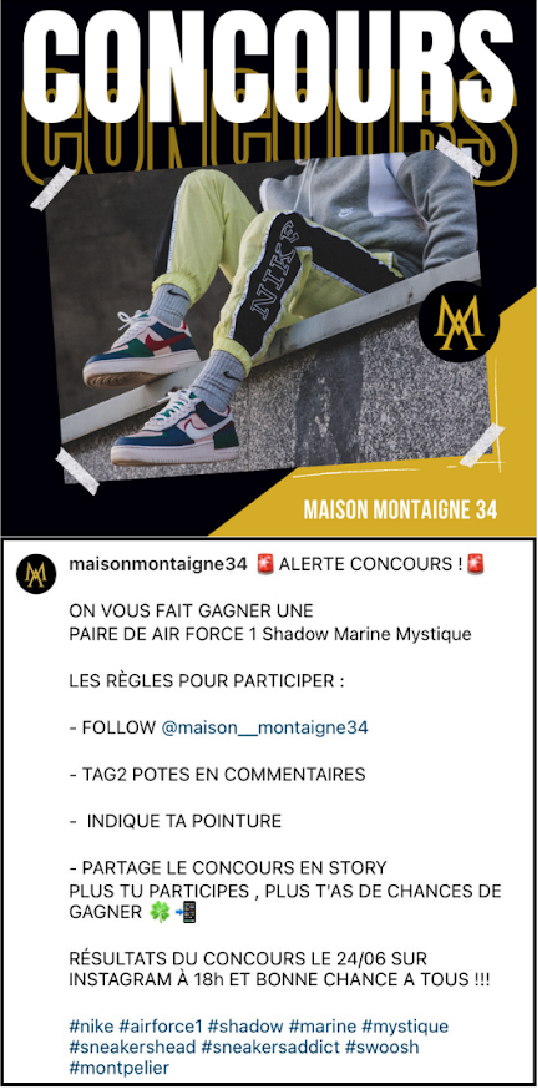 CONCOURS
CONCOURS
NIKE
MAISON MONTAIGNE 34
maisonmontaigne34 🚨 ALERTE CONCOURS ! 🚨
ON VOUS FAIT GAGNER UNE
PAIRE DE AIR FORCE 1 Shadow Marine Mystique
LES RÈGLES POUR PARTICIPER :
- FOLLOW @maison__montaigne34
- TAG2 POTES EN COMMENTAIRES
- INDIQUE TA POINTURE
- PARTAGE LE CONCOURS EN STORY
PLUS TU PARTICIPES , PLUS T'AS DE CHANCES DE
GAGNER 🍀 📲
RÉSULTATS DU CONCOURS LE 24/06 SUR
INSTAGRAM À 18h ET BONNE CHANCE A TOUS !!!
#nike #airforce1 #shadow #marine #mystique
#sneakershead #sneakersaddict #swoosh
#montpelier